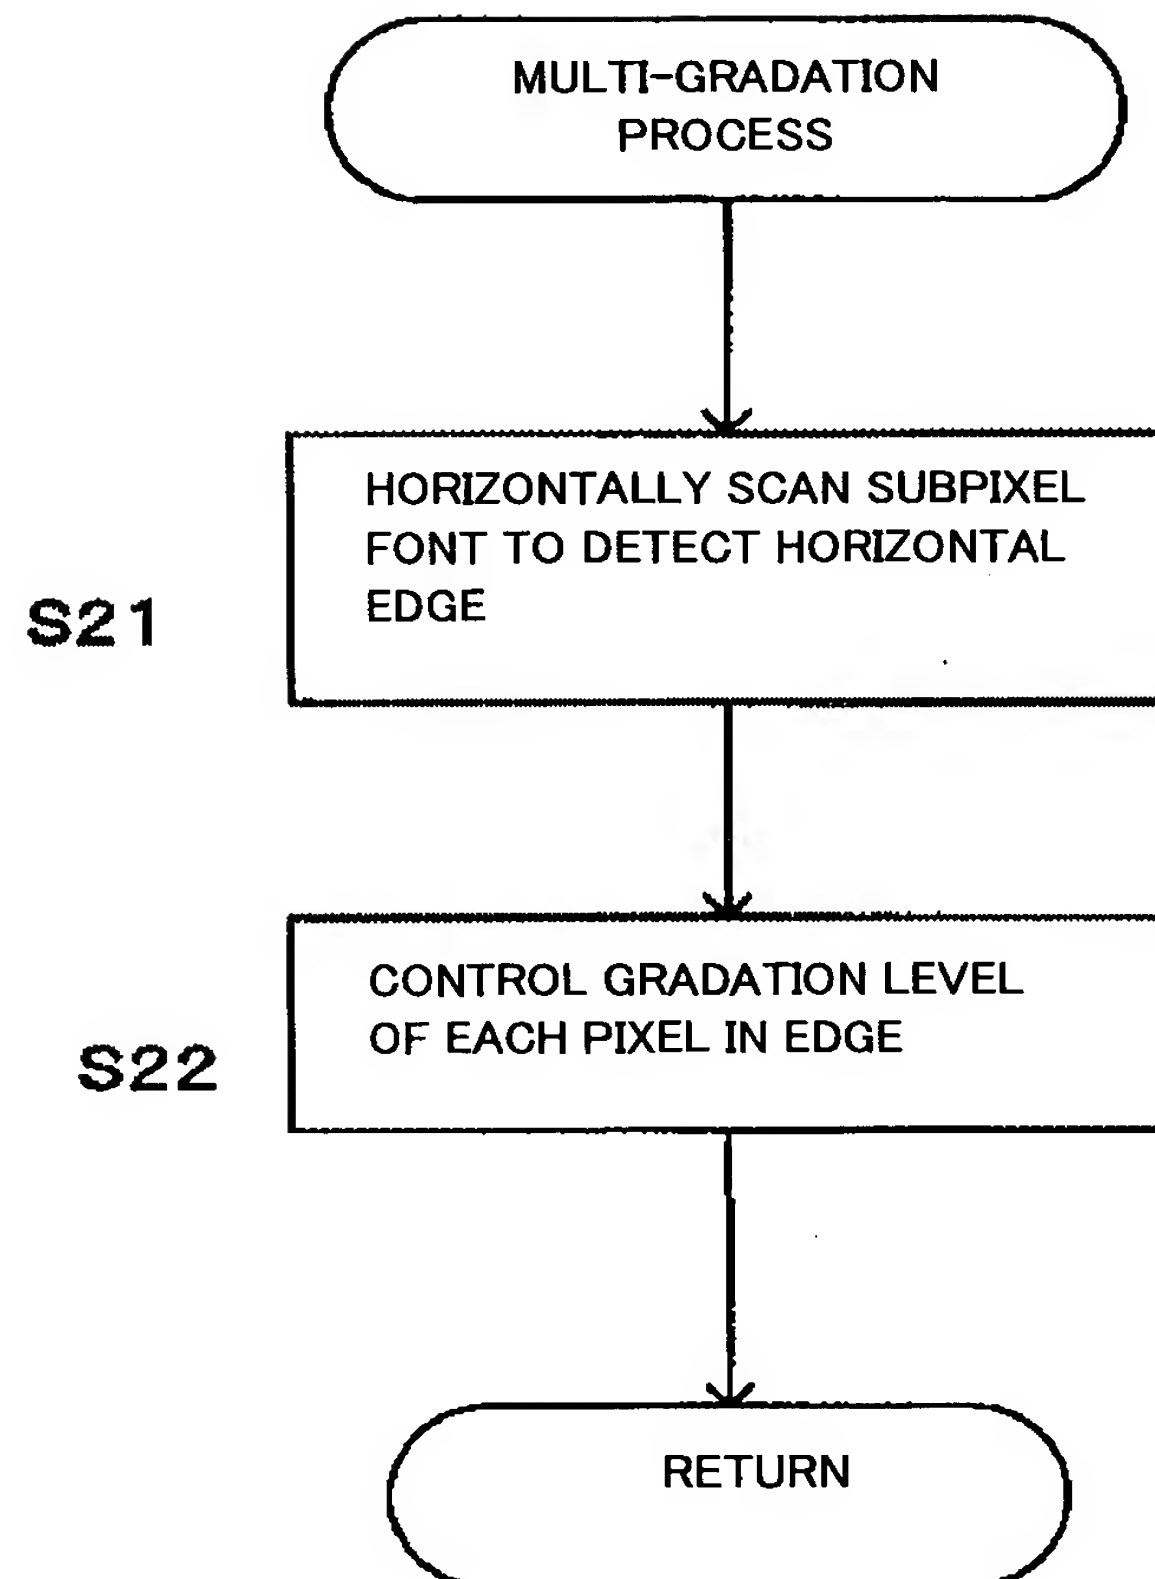 MULTI-GRADATION
PROCESS
HORIZONTALLY SCAN SUBPIXEL
FONT TO DETECT HORIZONTAL
EDGE
S21
CONTROL GRADATION LEVEL
OF EACH PIXEL IN EDGE
S22
RETURN